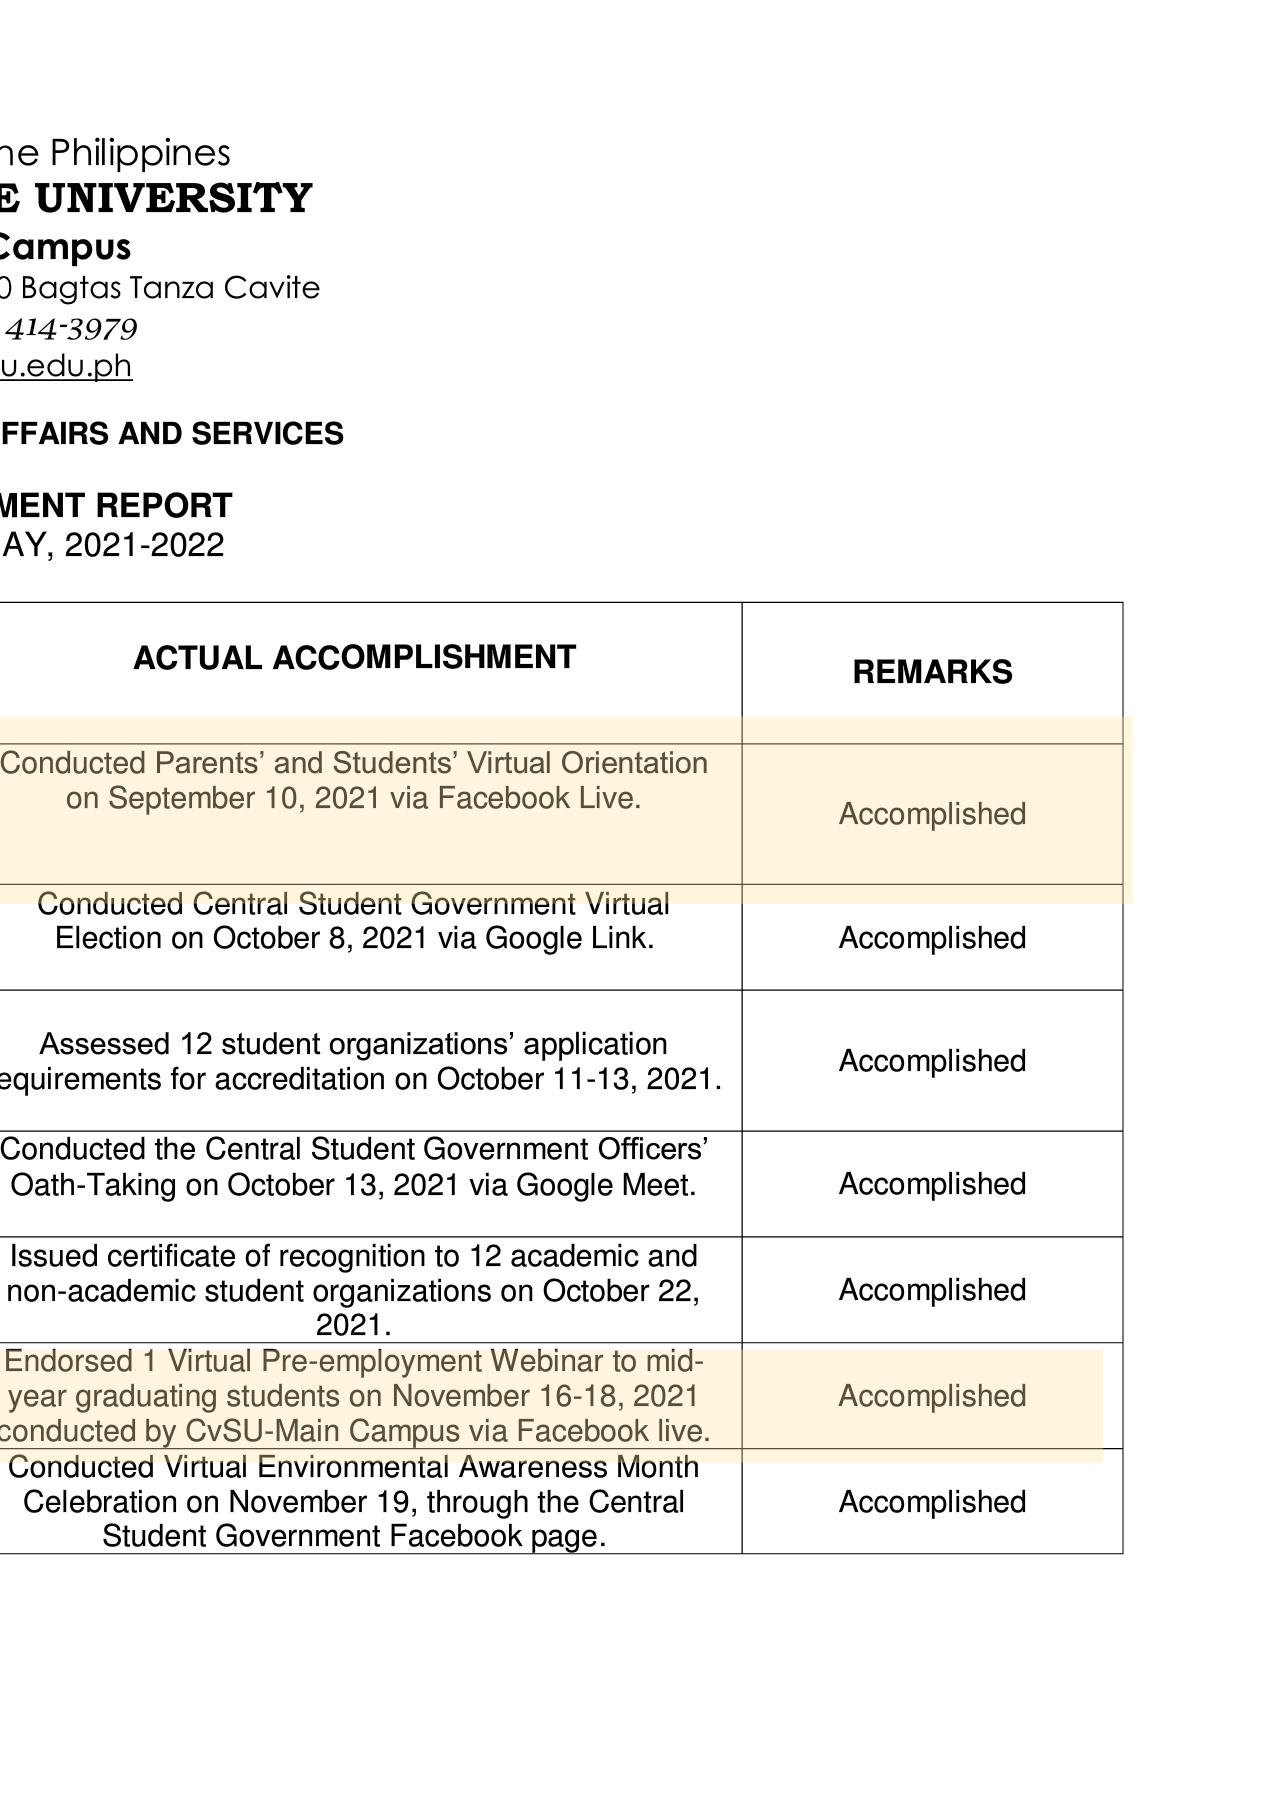 he Philippines
E UNIVERSITY
Campus
0 Bagtas Tanza Cavite
414-3979
u.edu.ph
FFAIRS AND SERVICES
MENT REPORT
AY, 2021-2022
ACTUAL ACCOMPLISHMENT
REMARKS
Conducted Parents’ and Students’ Virtual Orientation
on September 10, 2021 via Facebook Live.
Accomplished
Conducted Central Student Government Virtual
Election on October 8, 2021 via Google Link.
Accomplished
Assessed 12 student organizations’ application
equirements for accreditation on October 11-13, 2021.
Accomplished
Conducted the Central Student Government Officers’
Oath-Taking on October 13, 2021 via Google Meet.
Accomplished
Issued certificate of recognition to 12 academic and
non-academic student organizations on October 22,
2021.
Accomplished
Endorsed 1 Virtual Pre-employment Webinar to mid-
year graduating students on November 16-18, 2021
conducted by CvSU-Main Campus via Facebook live.
Accomplished
Conducted Virtual Environmental Awareness Month
Celebration on November 19, through the Central
Student Government Facebook page.
Accomplished